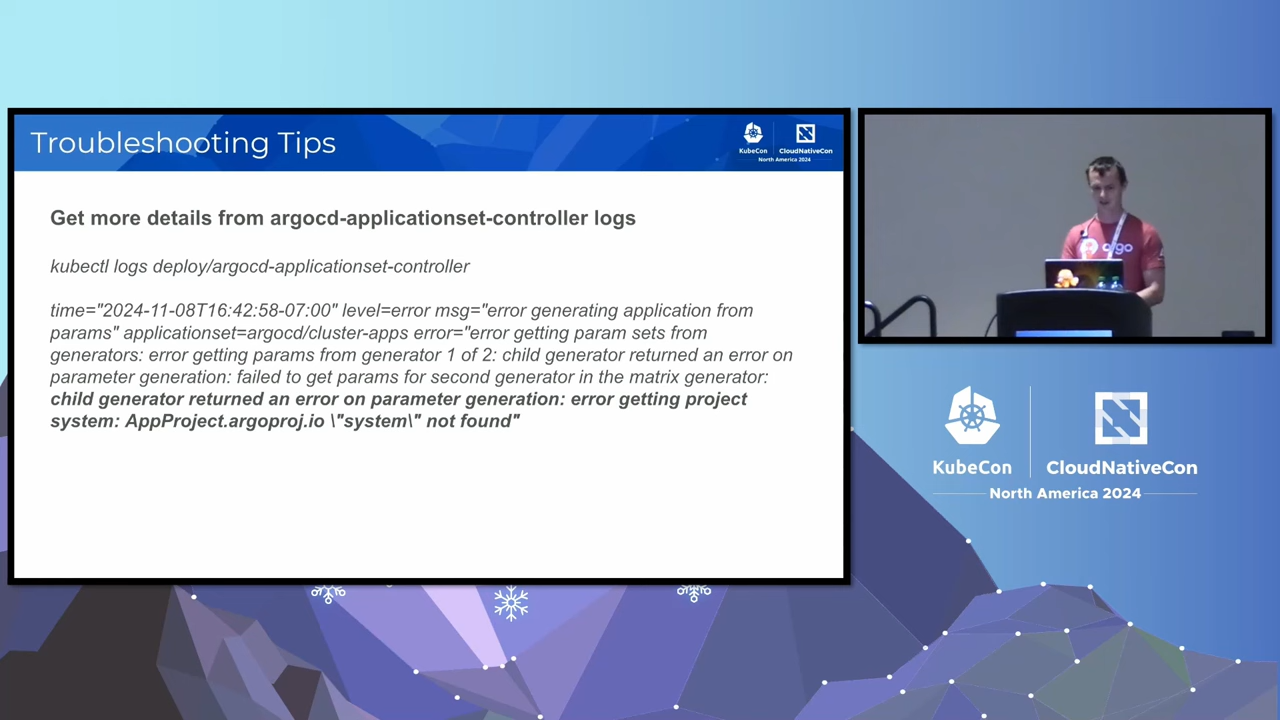 Troubleshooting Tips
KubeCon
CloudNativeCon
North America 2024
Get more details from argocd-applicationset-controller logs
kubectl logs deploy/argocd-applicationset-controller
time="2024-11-08T16:42:58-07:00" level=error msg="error generating application from
params" applicationset=argocd/cluster-apps error="error getting param sets from
generators: error getting params from generator 1 of 2: child generator returned an error on
parameter generation: failed to get params for second generator in the matrix generator:
child generator returned an error on parameter generation: error getting project
system: AppProject.argoproj.io \"system\" not found"
argo
KubeCon
CloudNativeCon
North America 2024